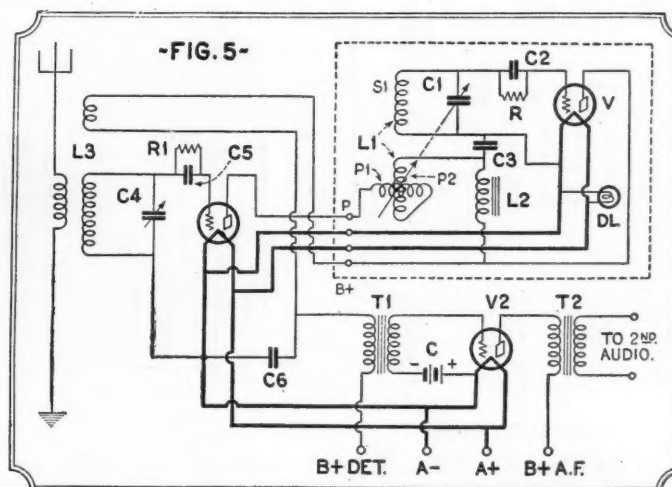 -FIG. 5-
C2
S1
C1
V
R
L1
R1
C5
C3
L3
P1
P2
L2
C4
P
DL
B+
T1
V2
T2
C
- +
TO 2ND.
AUDIO.
C6
B+ DET.
A-
A+
B+ A.F.